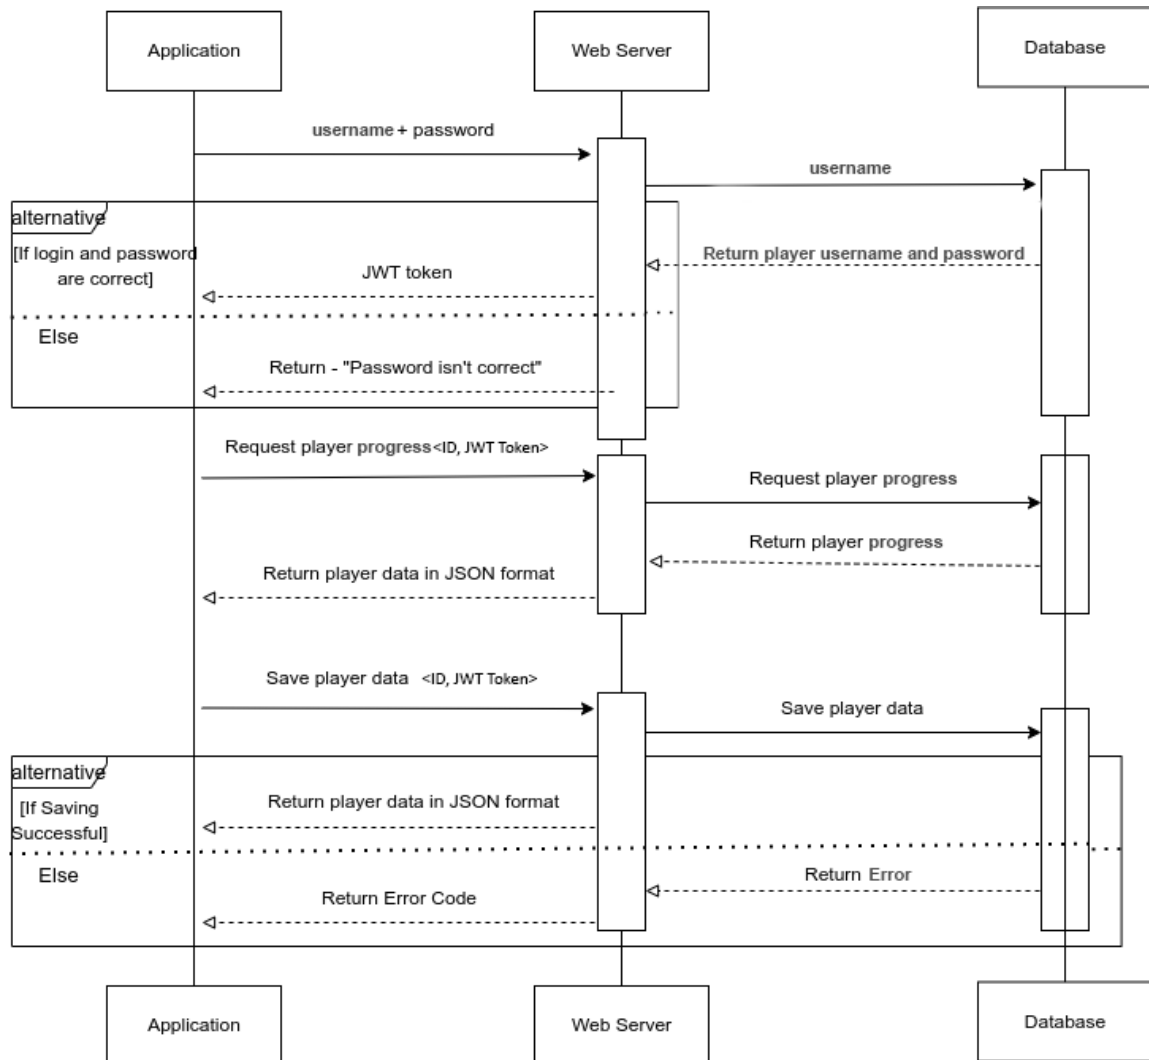 Application
Web Server
Database
username + password
username
alternative
[If login and password
are correct]
Return player username and password
JWT token
Else
Return - "Password isn't correct"
Request player progress<ID, JWT Token>
Request player progress
Return player progress
Return player data in JSON format
Save player data <ID, JWT Token>
Save player data
alternative
[If Saving
Successful]
Return player data in JSON format
Else
Return Error
Return Error Code
Application
Web Server
Database